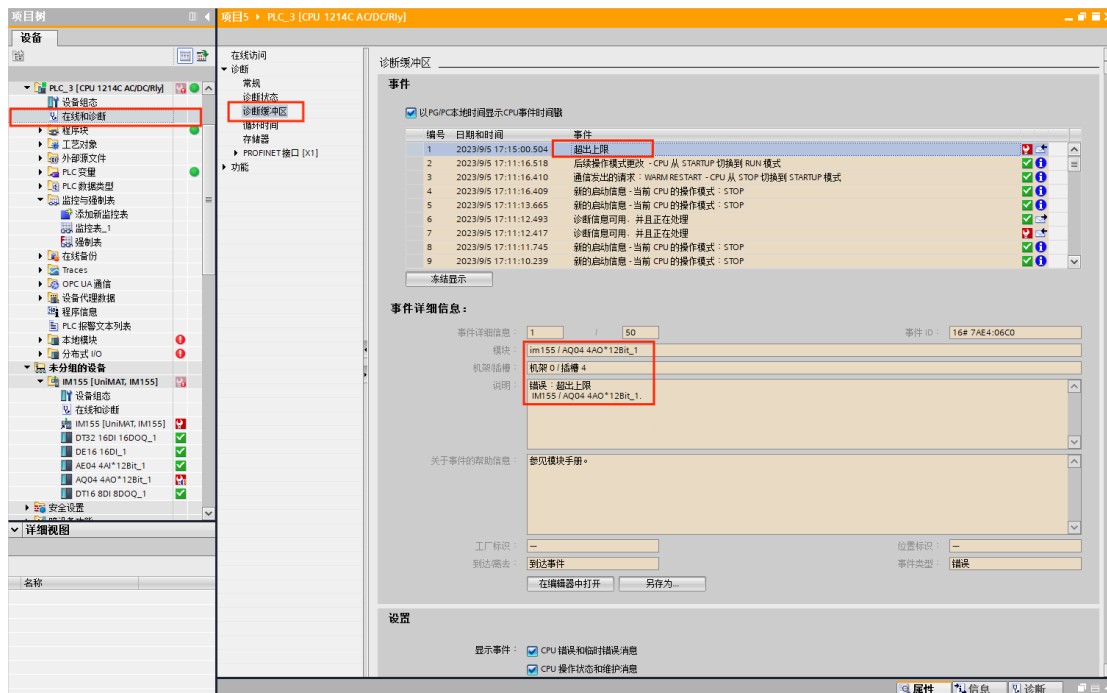 项目树
项目5 ▸ PLC_3 [CPU 1214C AC/DC/Rly]
设备
PLC_3 [CPU 1214C AC/DC/Rly]
设备组态
在线和诊断
程序块
工艺对象
外部源文件
PLC 变量
PLC 数据类型
监控与强制表
添加新监控表
监控表_1
强制表
在线备份
Traces
OPC UA 通信
设备代理数据
程序信息
PLC 报警文本列表
本地模块
分布式 I/O
未分组的设备
IM155 [UniMAT, IM155]
设备组态
在线和诊断
IM155 [UniMAT, IM155]
DT32 16DI 16DOQ_1
DE16 16DI_1
AE04 4AI*12Bit_1
AQ04 4AO*12Bit_1
DT16 8DI 8DOQ_1
安全设置
详细视图
名称
在线访问
诊断
常规
诊断状态
诊断缓冲区
循环时间
存储器
PROFINET 接口 [X1]
功能
诊断缓冲区
事件
以PG/PC本地时间显示CPU事件时间戳
编号 日期和时间 事件
1 2023/9/5 17:15:00.504 超出上限
2 2023/9/5 17:11:16.518 后续操作模式更改 - CPU 从 STARTUP 切换到 RUN 模式
3 2023/9/5 17:11:16.410 通信发出的请求：WARM RESTART - CPU 从 STOP 切换到 STARTUP 模式
4 2023/9/5 17:11:16.409 新的启动信息 - 当前 CPU 的操作模式：STOP
5 2023/9/5 17:11:13.665 新的启动信息 - 当前 CPU 的操作模式：STOP
6 2023/9/5 17:11:12.493 诊断信息可用．并且正在处理
7 2023/9/5 17:11:12.417 诊断信息可用．并且正在处理
8 2023/9/5 17:11:11.745 新的启动信息 - 当前 CPU 的操作模式：STOP
9 2023/9/5 17:11:10.239 新的启动信息 - 当前 CPU 的操作模式：STOP
冻结显示
事件详细信息：
事件详细信息： 1 / 50 事件 ID： 16# 7AE4:06C0
模块： im155 / AQ04 4AO*12Bit_1
机架/插槽： 机架 0 / 插槽 4
说明： 错误：超出上限
IM155 / AQ04 4AO*12Bit_1.
关于事件的帮助信息： 参见模块手册。
工厂标识： — 位置标识： —
到达/离去： 到达事件 事件类型： 错误
在编辑器中打开 另存为...
设置
显示事件： CPU 错误和临时错误消息
CPU 操作状态和维护消息
属性 信息 诊断